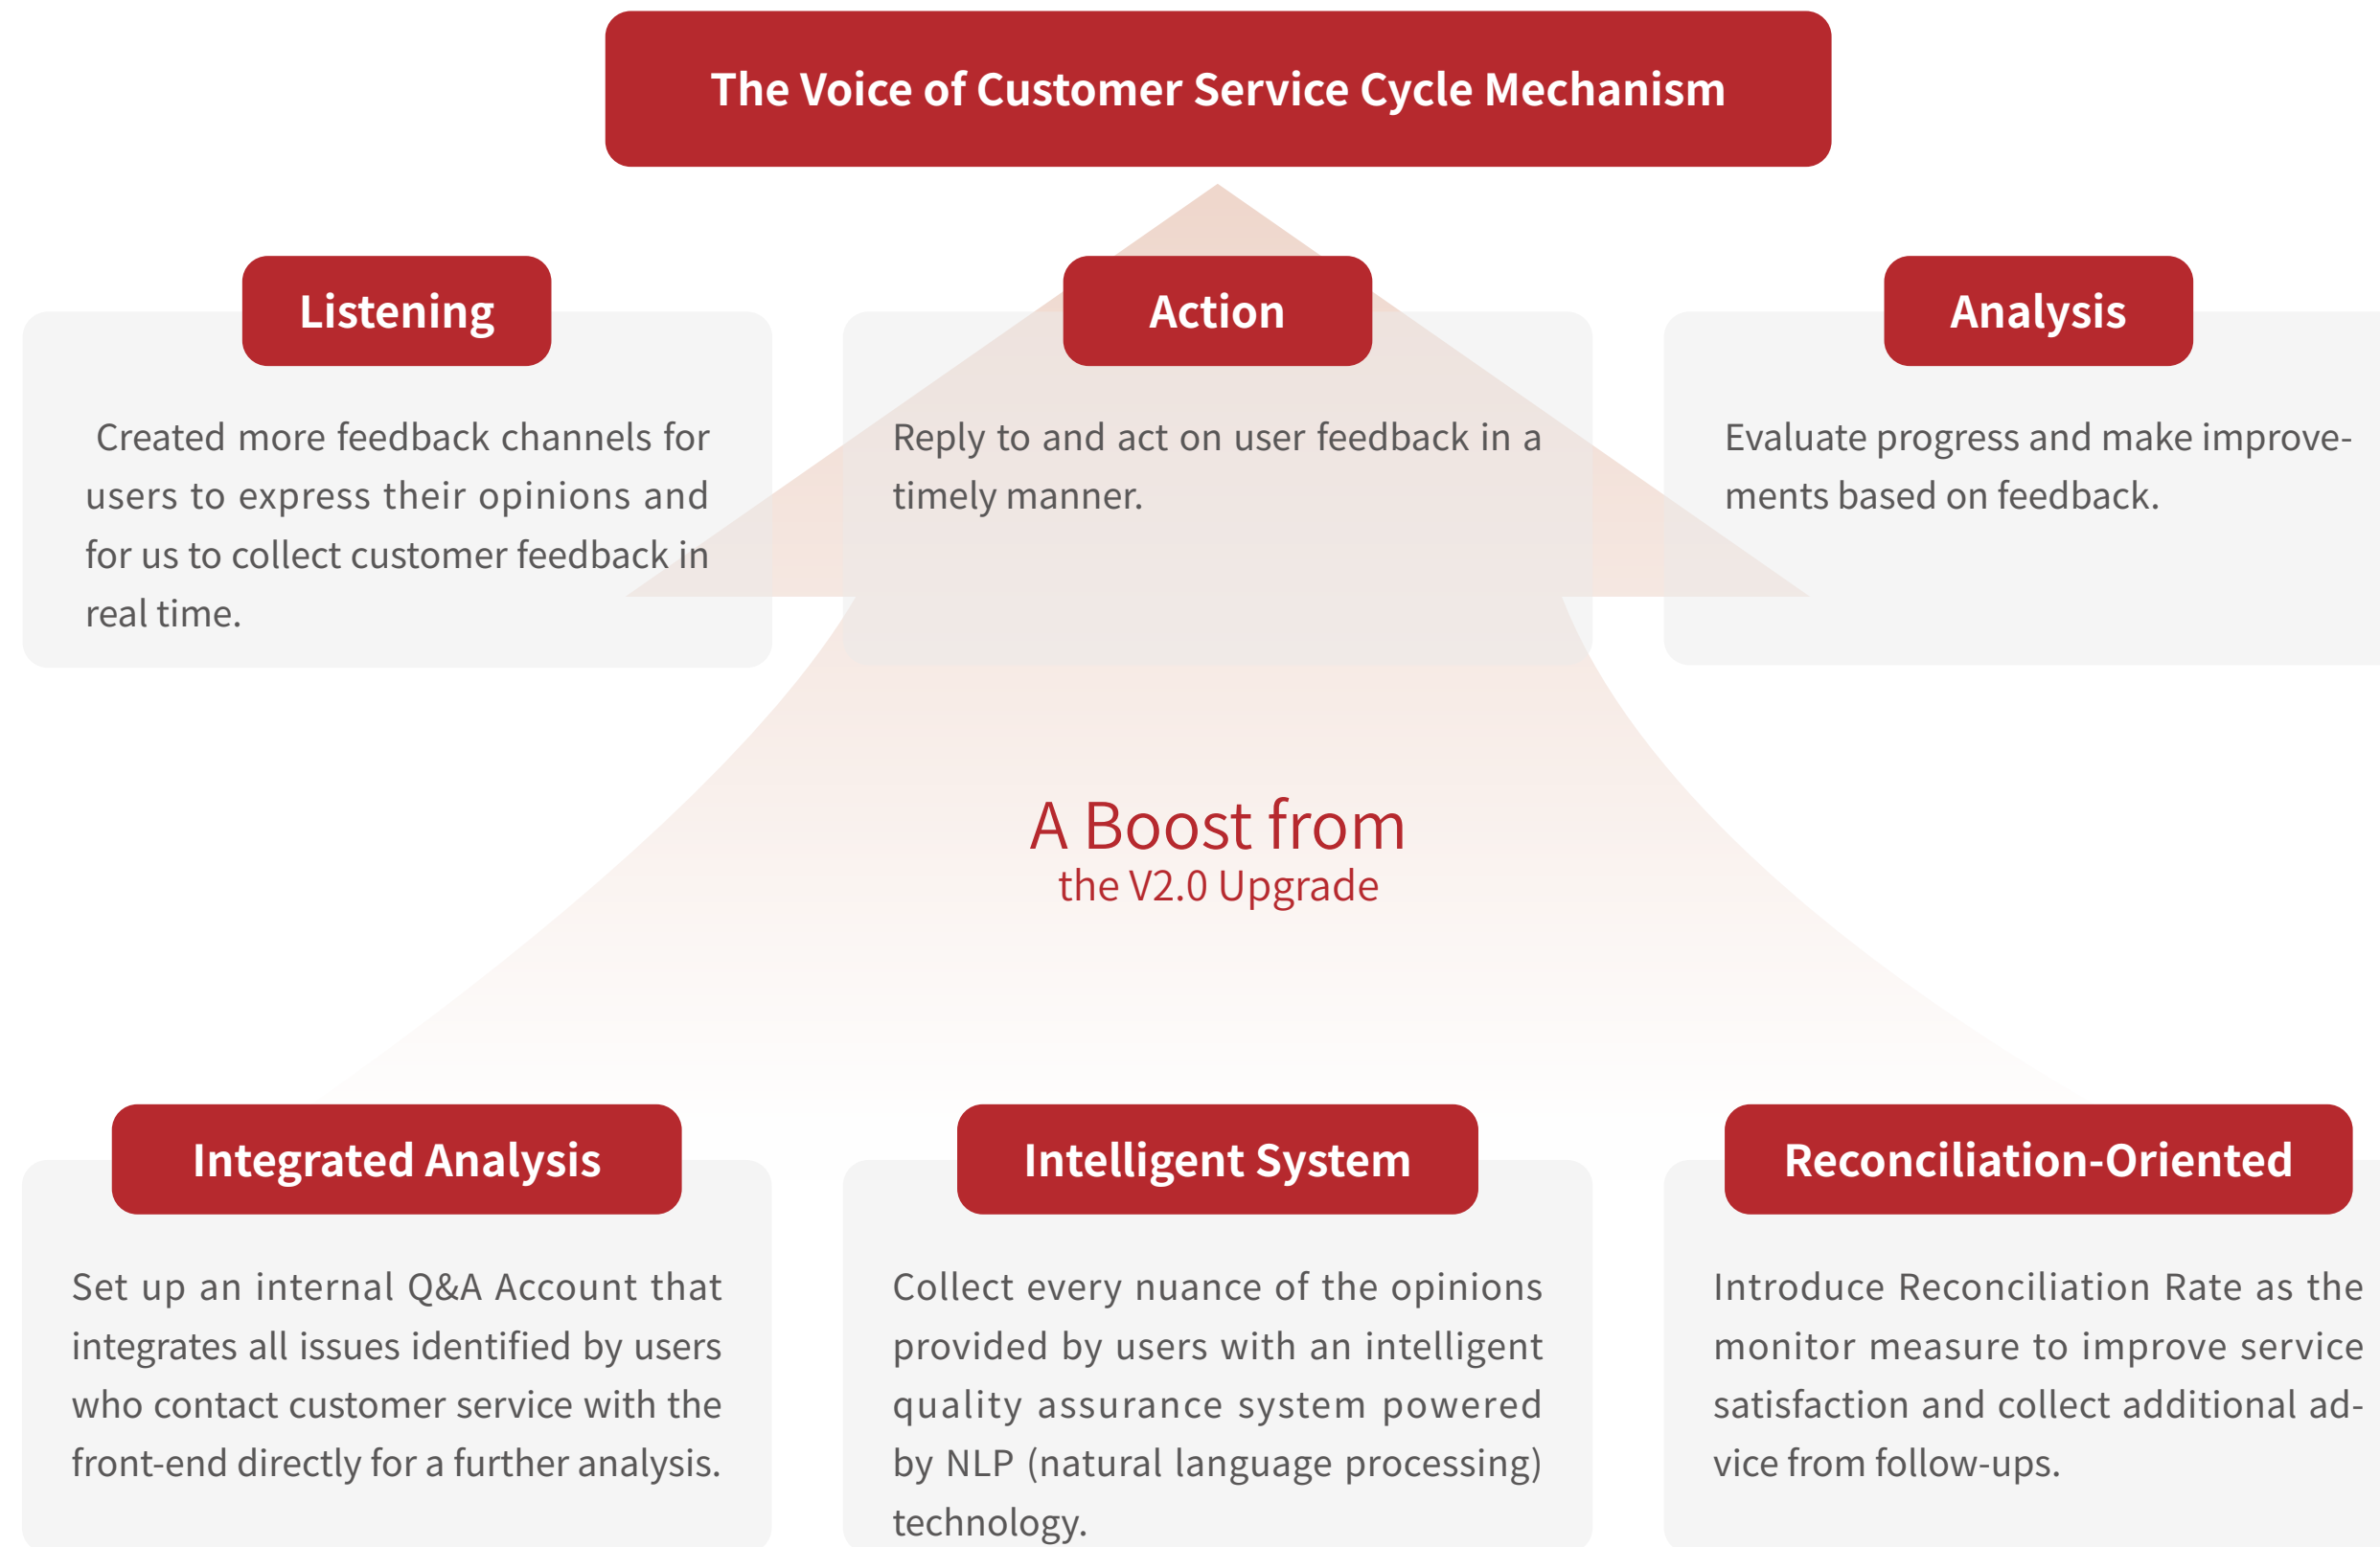 The Voice of Customer Service Cycle Mechanism
Listening
Created more feedback channels for
users to express their opinions and
for us to collect customer feedback in
real time.
Action
Reply to and act on user feedback in a
timely manner.
Analysis
Evaluate progress and make improve-
ments based on feedback.
A Boost from
the V2.0 Upgrade
Integrated Analysis
Set up an internal Q&A Account that
integrates all issues identified by users
who contact customer service with the
front-end directly for a further analysis.
Intelligent System
Collect every nuance of the opinions
provided by users with an intelligent
quality assurance system powered
by NLP (natural language processing)
technology.
Reconciliation-Oriented
Introduce Reconciliation Rate as the
monitor measure to improve service
satisfaction and collect additional ad-
vice from follow-ups.